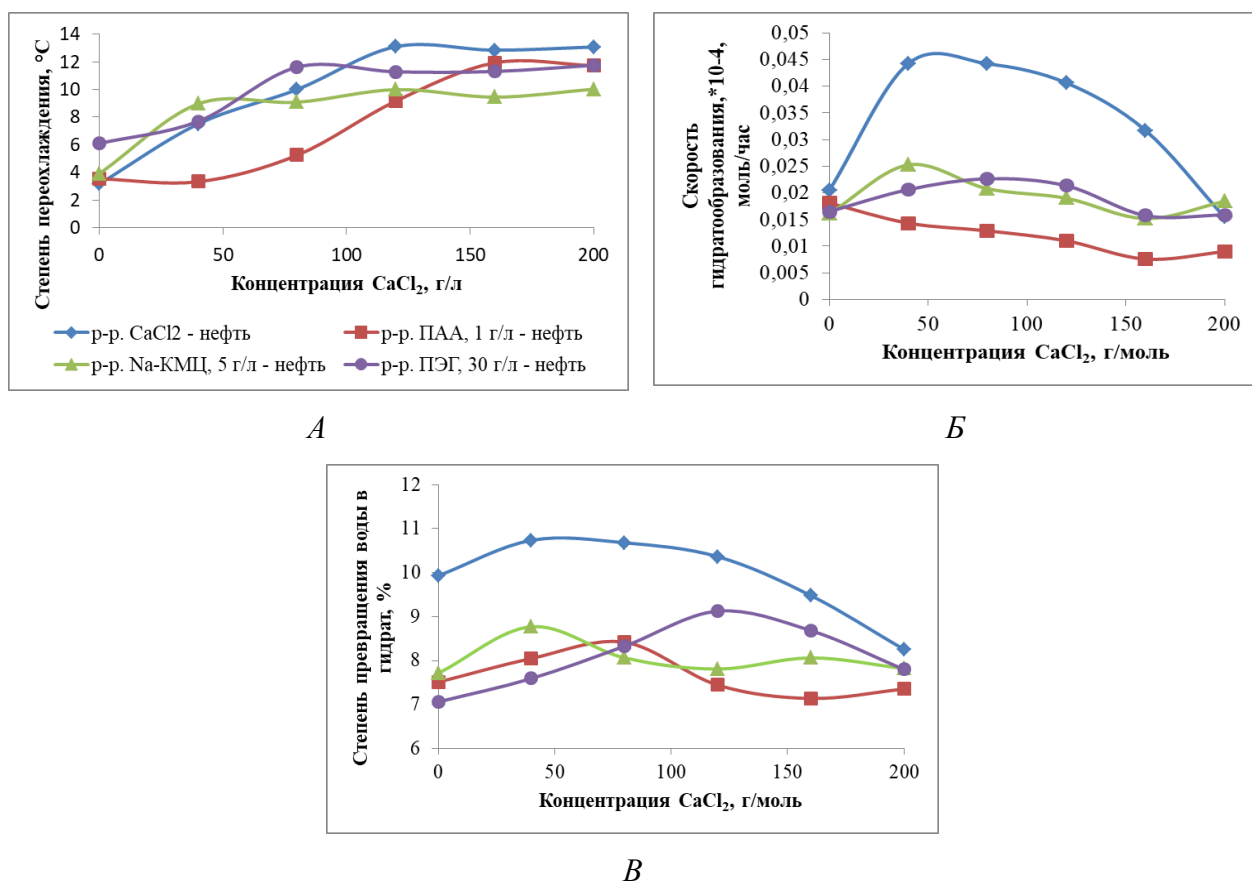 Степень переохлаждения, °С
14
12
10
8
6
4
2
0
0
50
100
150
200
Концентрация CaCl₂, г/л
р-р. CaCl2 - нефть
р-р. ПАА, 1 г/л - нефть
р-р. Na-КМЦ, 5 г/л - нефть
р-р. ПЭГ, 30 г/л - нефть
А
Скорость
гидратообразования,*10-4,
моль/час
0,05
0,045
0,04
0,035
0,03
0,025
0,02
0,015
0,01
0,005
0
0
50
100
150
200
Концентрация CaCl₂, г/моль
Б
Степень превращения воды в
гидрат, %
12
11
10
9
8
7
6
0
50
100
150
200
Концентрация CaCl₂, г/моль
В